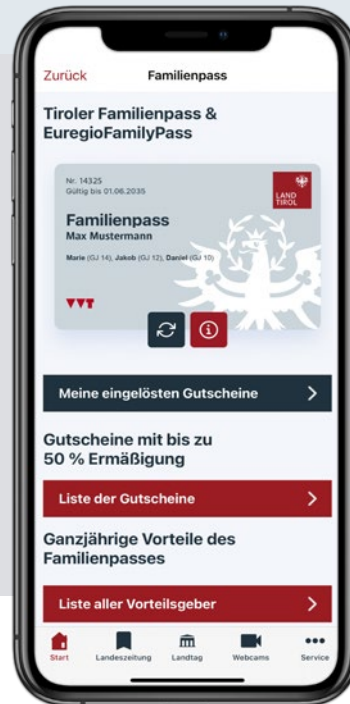 Zurück
Familienpass
Tiroler Familienpass &
EuregioFamilyPass
Nr. 14325
Gültig bis 01.06.2035
LAND
TIROL
Familienpass
Max Mustermann
Marie (GJ 14), Jakob (GJ 12), Daniel (GJ 10)
VVT
Meine eingelösten Gutscheine
Gutscheine mit bis zu
50 % Ermäßigung
Liste der Gutscheine
Ganzjährige Vorteile des
Familienpasses
Liste aller Vorteilsgeber
Start
Landeszeitung
Landtag
Webcams
Service